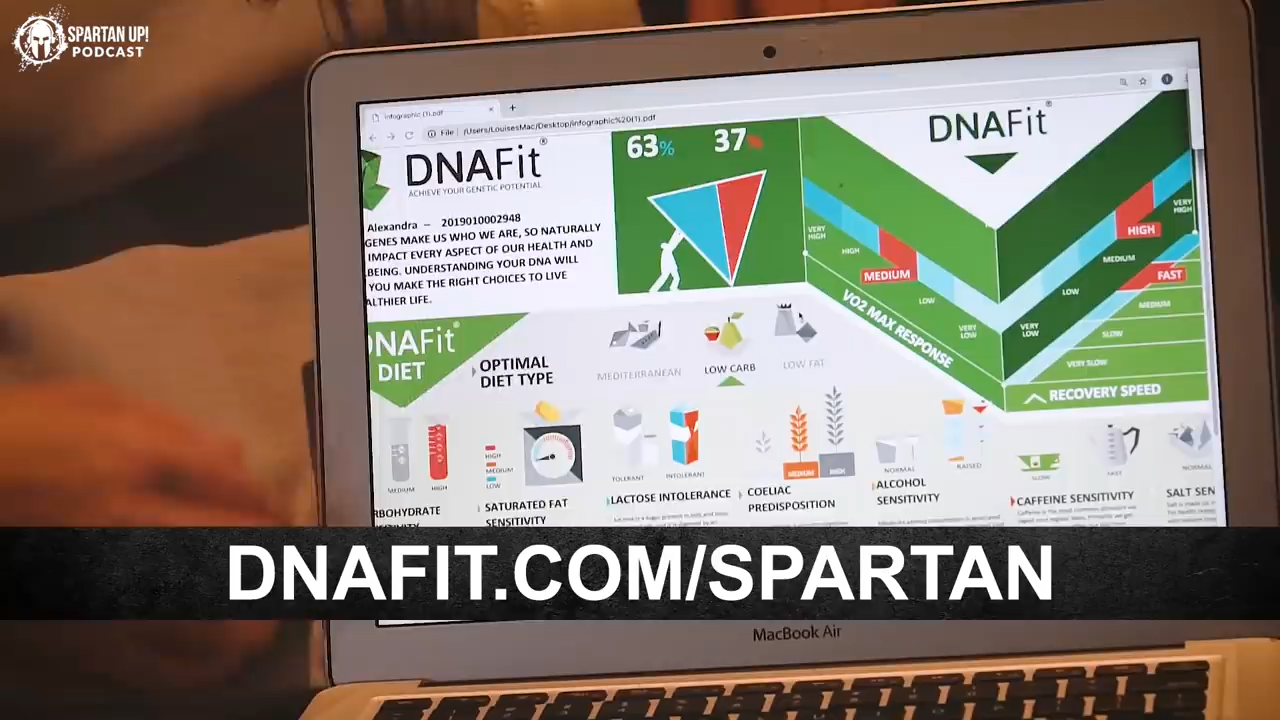 SPARTAN UP!
PODCAST
infographic (1).pdf
File /Users/LouisesMac/Desktop/infographic%20(1).pdf
DNAFit®
ACHIEVE YOUR GENETIC POTENTIAL
Alexandra – 2019010002948
GENES MAKE US WHO WE ARE, SO NATURALLY
IMPACT EVERY ASPECT OF OUR HEALTH AND
BEING. UNDERSTANDING YOUR DNA WILL
YOU MAKE THE RIGHT CHOICES TO LIVE
ALTHIER LIFE.
63% 37%
DNAFit®
VERY HIGH
HIGH
MEDIUM
LOW
VERY LOW
VO2 MAX RESPONSE
VERY HIGH
HIGH
MEDIUM
LOW
VERY LOW
FAST
MEDIUM
SLOW
VERY SLOW
RECOVERY SPEED
NAFit®
DIET
OPTIMAL
DIET TYPE
MEDITERRANEAN
LOW CARB
LOW FAT
MEDIUM HIGH
RBOHYDRATE
HIGH
MEDIUM
LOW
SATURATED FAT
SENSITIVITY
TOLERANT INTOLERANT
LACTOSE INTOLERANCE
MEDIUM HIGH
COELIAC
PREDISPOSITION
NORMAL RAISED
ALCOHOL
SENSITIVITY
SLOW FAST
CAFFEINE SENSITIVITY
NORMAL
SALT SEN
DNAFIT.COM/SPARTAN
MacBook Air